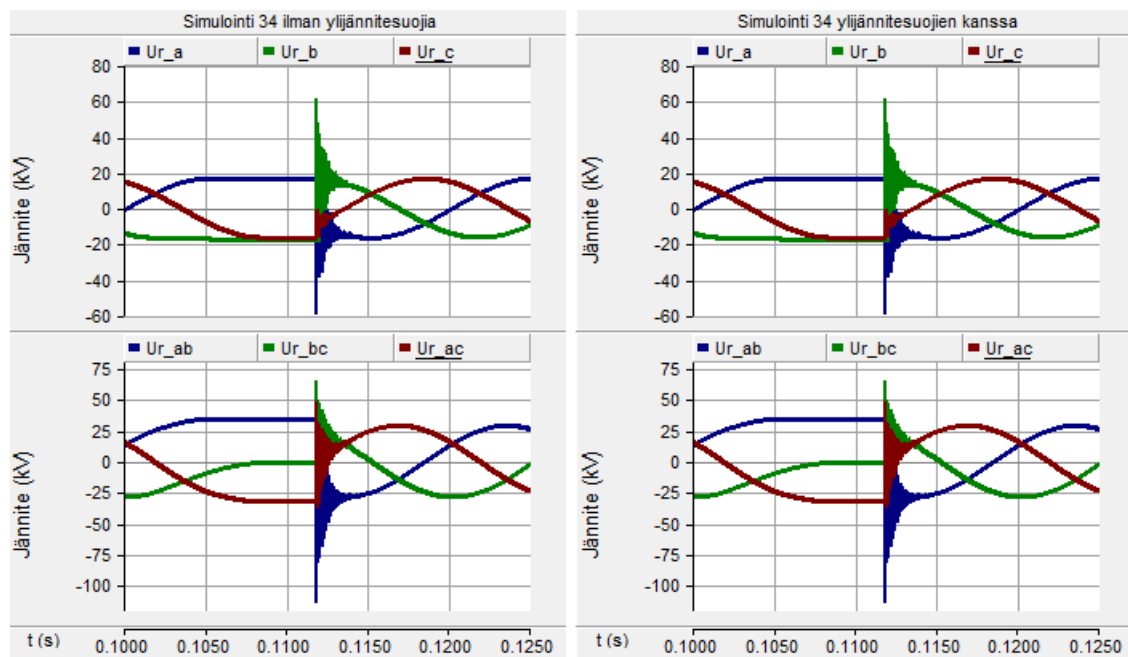 Simulointi 34 ilman ylijännitesuojia
Ur_a Ur_b Ur_c
80
60
40
20
0
-20
-40
-60
Jännite (kV)
Ur_ab Ur_bc Ur_ac
75
50
25
0
-25
-50
-75
-100
Jännite (kV)
t (s) 0.1000 0.1050 0.1100 0.1150 0.1200 0.1250
Simulointi 34 ylijännitesuojien kanssa
Ur_a Ur_b Ur_c
80
60
40
20
0
-20
-40
-60
Jännite (kV)
Ur_ab Ur_bc Ur_ac
75
50
25
0
-25
-50
-75
-100
Jännite (kV)
t (s) 0.1000 0.1050 0.1100 0.1150 0.1200 0.1250